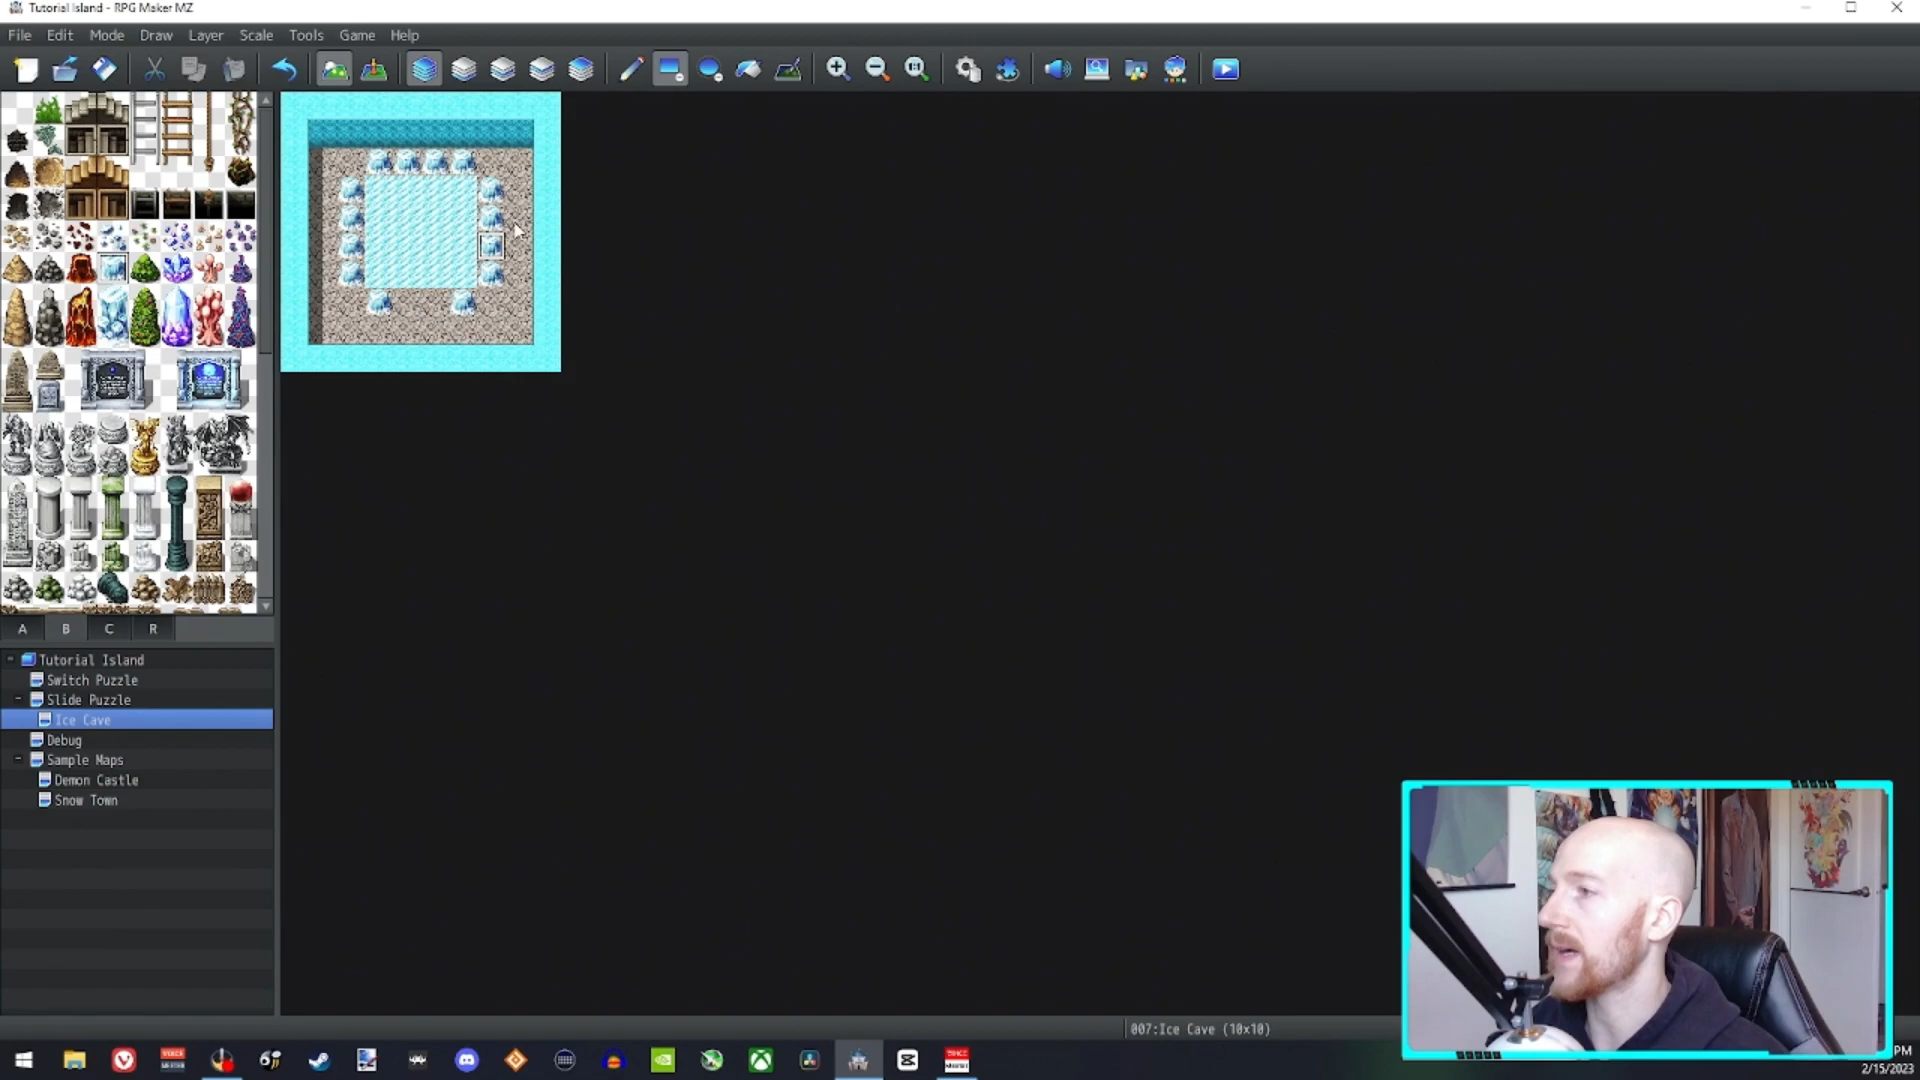 Tutorial Island - RPG Maker MZ
File Edit Mode Draw Layer Scale Tools Game Help
A B C R
Tutorial Island
Switch Puzzle
Slide Puzzle
Ice Cave
Debug
Sample Maps
Demon Castle
Snow Town
007:Ice Cave (10x10)
PM
2/15/2023